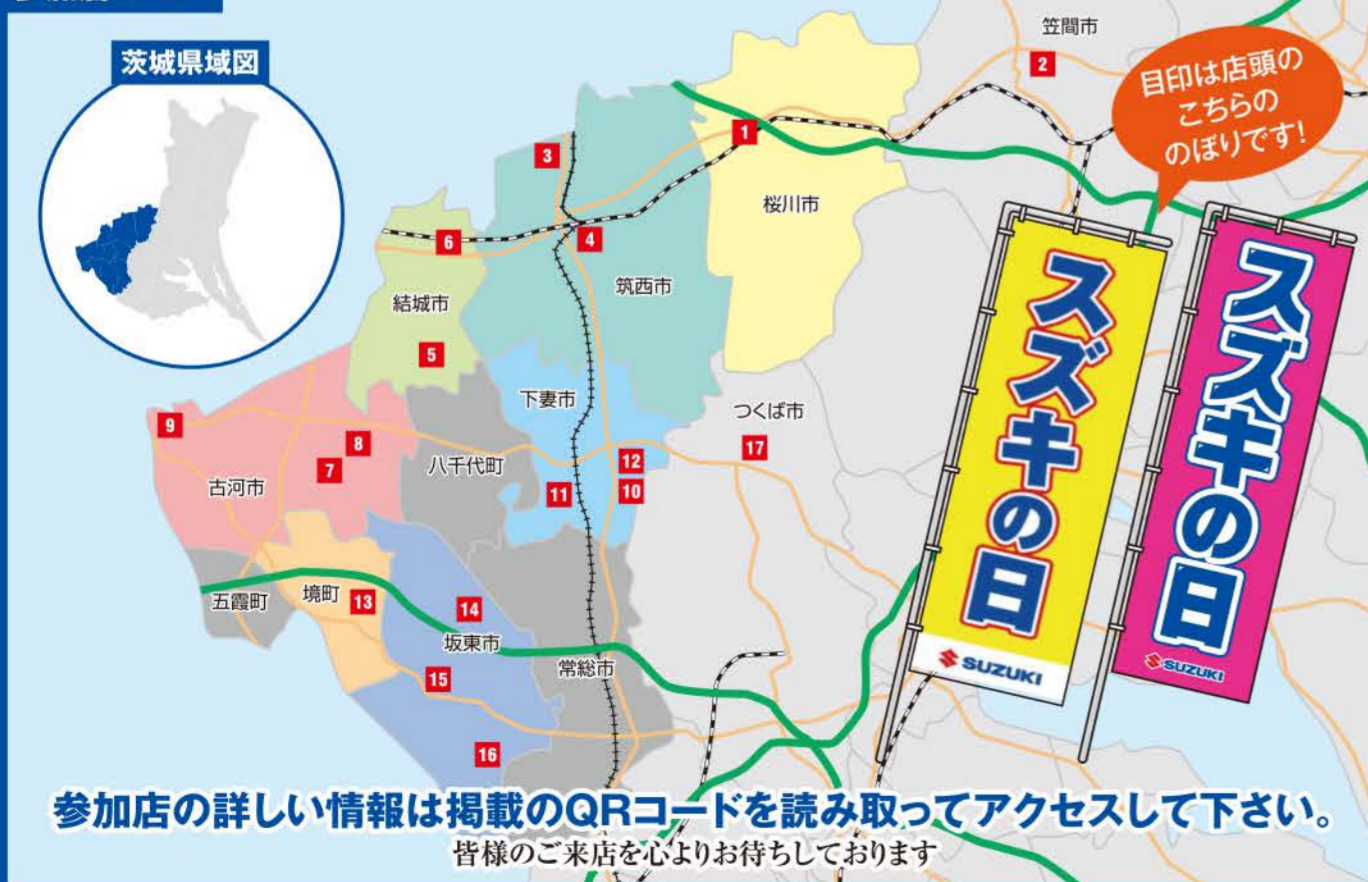 茨城県域図
笠間市
2
目印は店頭の
こちらの
のぼりです!
1
3
桜川市
6
4
筑西市
結城市
5
下妻市
つくば市
17
9
8
7
八千代町
12
古河市
11
10
五霞町
境町
13
14
坂東市
常総市
15
16
スズキの日
SUZUKI
スズキの日
SUZUKI
参加店の詳しい情報は掲載のQRコードを読み取ってアクセスして下さい。
皆様のご来店を心よりお待ちしております